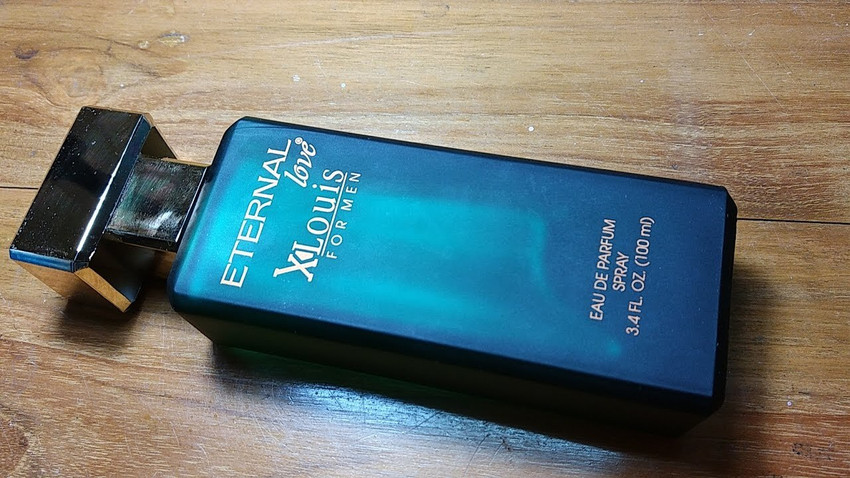 ETERNAL
love®
XLouis
FOR MEN
EAU DE PARFUM
SPRAY
3.4 FL. OZ. (100 ml)